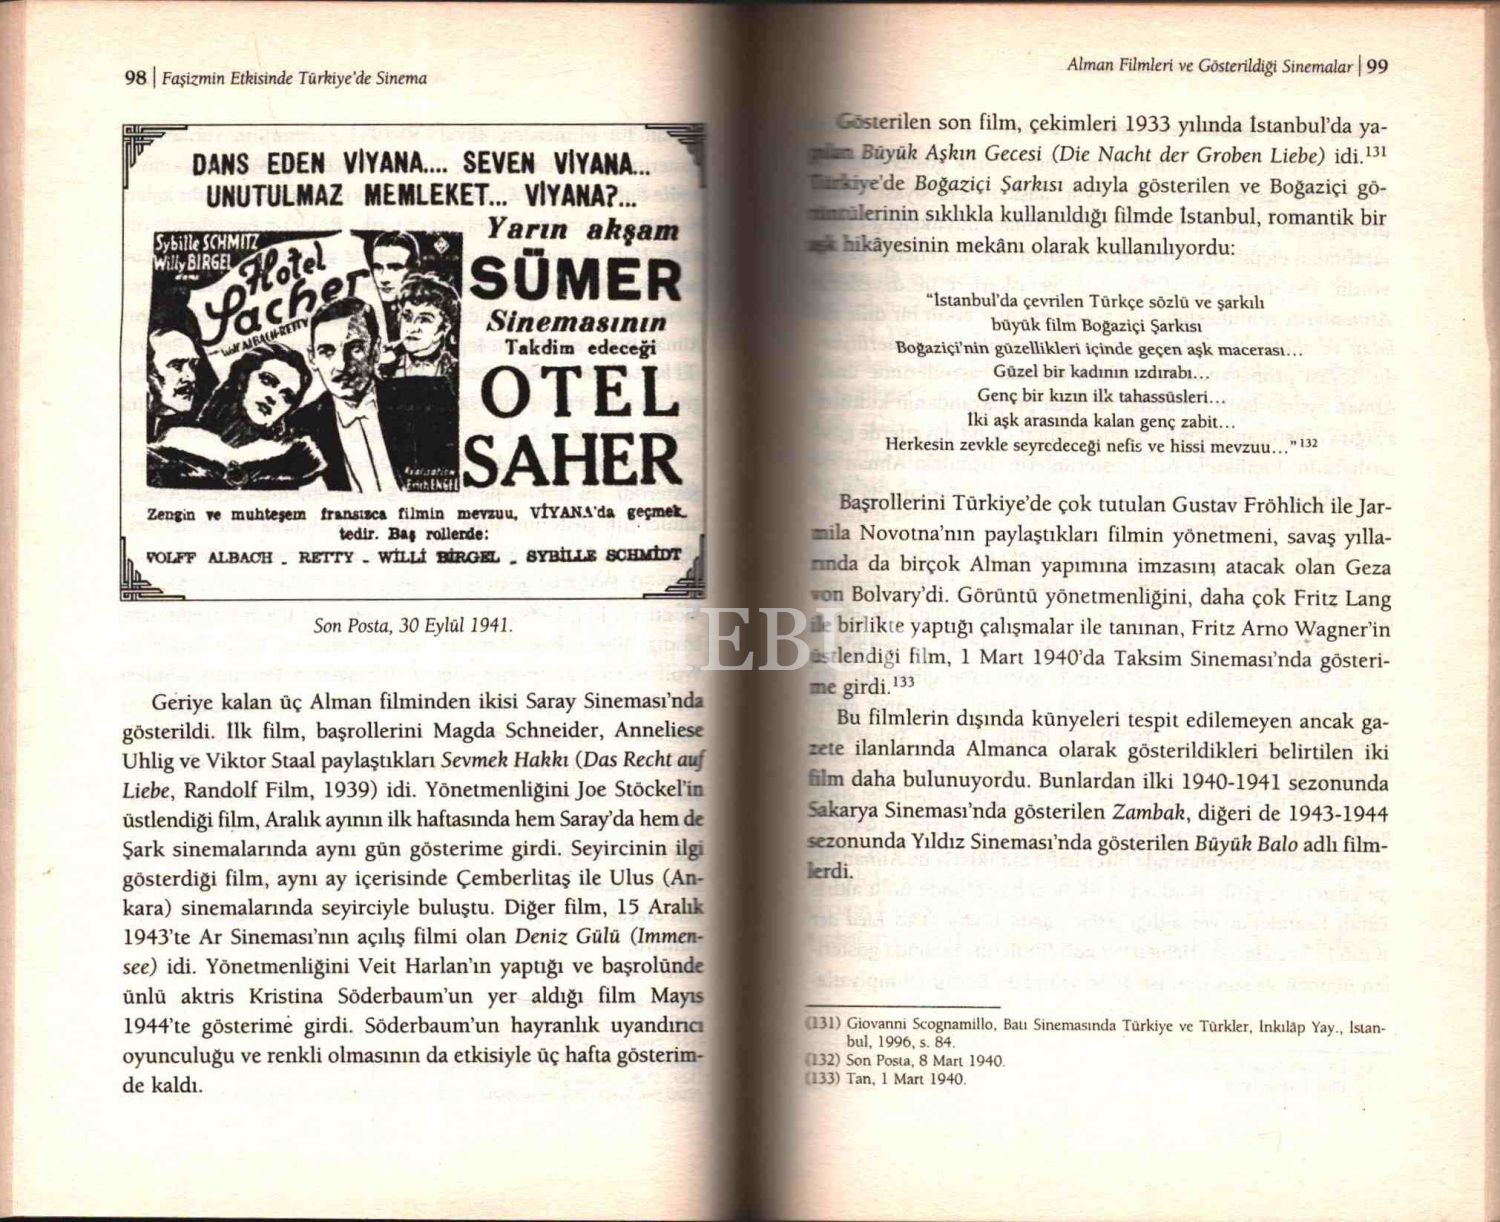 98 | Faşizmin Etkisinde Türkiye'de Sinema
DANS EDEN VİYANA.... SEVEN VİYANA...
UNUTULMAZ MEMLEKET... VİYANA?...
Sybille SCHMITZ
Willy BIRGEL
Hotel
Sacher
Wolf ALBACH-RETTY
Realisation
Erich ENGEL
Yarın akşam
SÜMER
Sinemasının
Takdim edeceği
OTEL
SAHER
Zengin ve muhteşem fransızca filmin mevzuu, VİYANA'da geçmek-
tedir. Baş rollerde:
VOLFF ALBACH - RETTY - WİLLİ BİRGEL - SYBİLLE SCHMİDT
Son Posta, 30 Eylül 1941.
Geriye kalan üç Alman filminden ikisi Saray Sineması'nda
gösterildi. İlk film, başrollerini Magda Schneider, Anneliese
Uhlig ve Viktor Staal paylaştıkları Sevmek Hakkı (Das Recht auf
Liebe, Randolf Film, 1939) idi. Yönetmenliğini Joe Stöckel'in
üstlendiği film, Aralık ayının ilk haftasında hem Saray'da hem de
Şark sinemalarında aynı gün gösterime girdi. Seyircinin ilgi
gösterdiği film, aynı ay içerisinde Çemberlitaş ile Ulus (An-
kara) sinemalarında seyirciyle buluştu. Diğer film, 15 Aralık
1943'te Ar Sineması'nın açılış filmi olan Deniz Gülü (Immen-
see) idi. Yönetmenliğini Veit Harlan'ın yaptığı ve başrolünde
ünlü aktris Kristina Söderbaum'un yer aldığı film Mayıs
1944'te gösterime girdi. Söderbaum'un hayranlık uyandırıcı
oyunculuğu ve renkli olmasının da etkisiyle üç hafta gösterim-
de kaldı.
Alman Filmleri ve Gösterildiği Sinemalar | 99
Gösterilen son film, çekimleri 1933 yılında İstanbul'da ya-
pılan Büyük Aşkın Gecesi (Die Nacht der Groben Liebe) idi.131
Türkiye'de Boğaziçi Şarkısı adıyla gösterilen ve Boğaziçi gö-
rüntülerinin sıklıkla kullanıldığı filmde İstanbul, romantik bir
aşk hikâyesinin mekânı olarak kullanılıyordu:
"İstanbul'da çevrilen Türkçe sözlü ve şarkılı
büyük film Boğaziçi Şarkısı
Boğaziçi'nin güzellikleri içinde geçen aşk macerası...
Güzel bir kadının ızdırabı...
Genç bir kızın ilk tahassüsleri...
İki aşk arasında kalan genç zabit...
Herkesin zevkle seyredeceği nefis ve hissi mevzuu..."132
Başrollerini Türkiye'de çok tutulan Gustav Fröhlich ile Jar-
mila Novotna'nın paylaştıkları filmin yönetmeni, savaş yılla-
rında da birçok Alman yapımına imzasını atacak olan Geza
von Bolvary'di. Görüntü yönetmenliğini, daha çok Fritz Lang
ile birlikte yaptığı çalışmalar ile tanınan, Fritz Arno Wagner'in
üstlendiği film, 1 Mart 1940'da Taksim Sineması'nda gösteri-
me girdi.133
Bu filmlerin dışında künyeleri tespit edilemeyen ancak ga-
zete ilanlarında Almanca olarak gösterildikleri belirtilen iki
film daha bulunuyordu. Bunlardan ilki 1940-1941 sezonunda
Sakarya Sineması'nda gösterilen Zambak, diğeri de 1943-1944
sezonunda Yıldız Sineması'nda gösterilen Büyük Balo adlı film-
lerdi.
(131) Giovanni Scognamillo, Batı Sinemasında Türkiye ve Türkler, İnkılâp Yay., İstan-
bul, 1996, s. 84.
(132) Son Posta, 8 Mart 1940.
(133) Tan, 1 Mart 1940.